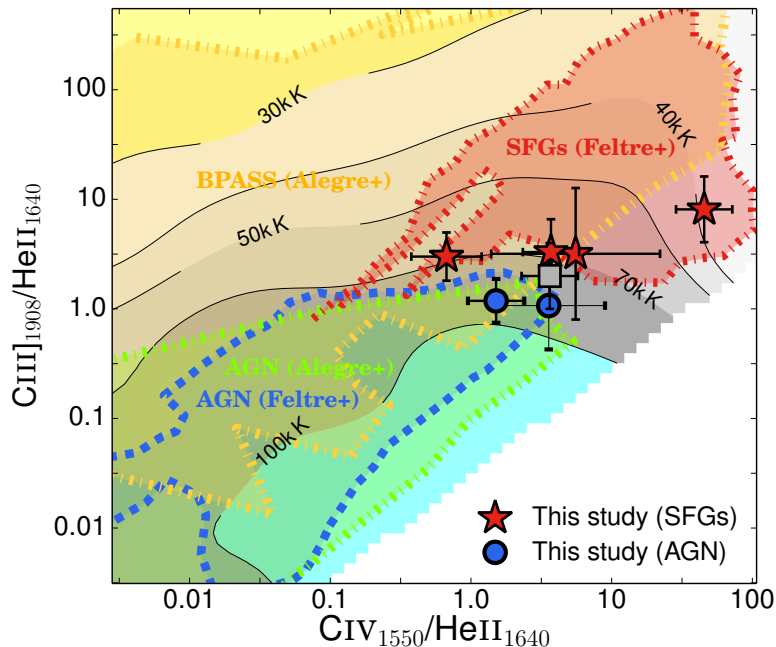 100
10
1.0
0.1
0.01
CIII]1908/HeII1640
30kK
40kK
SFGs (Feltre+)
BPASS (Alegre+)
50kK
70kK
AGN (Alegre+)
AGN (Feltre+)
100kK
This study (SFGs)
This study (AGN)
0.01
0.1
1.0
10
100
CIV1550/HeII1640